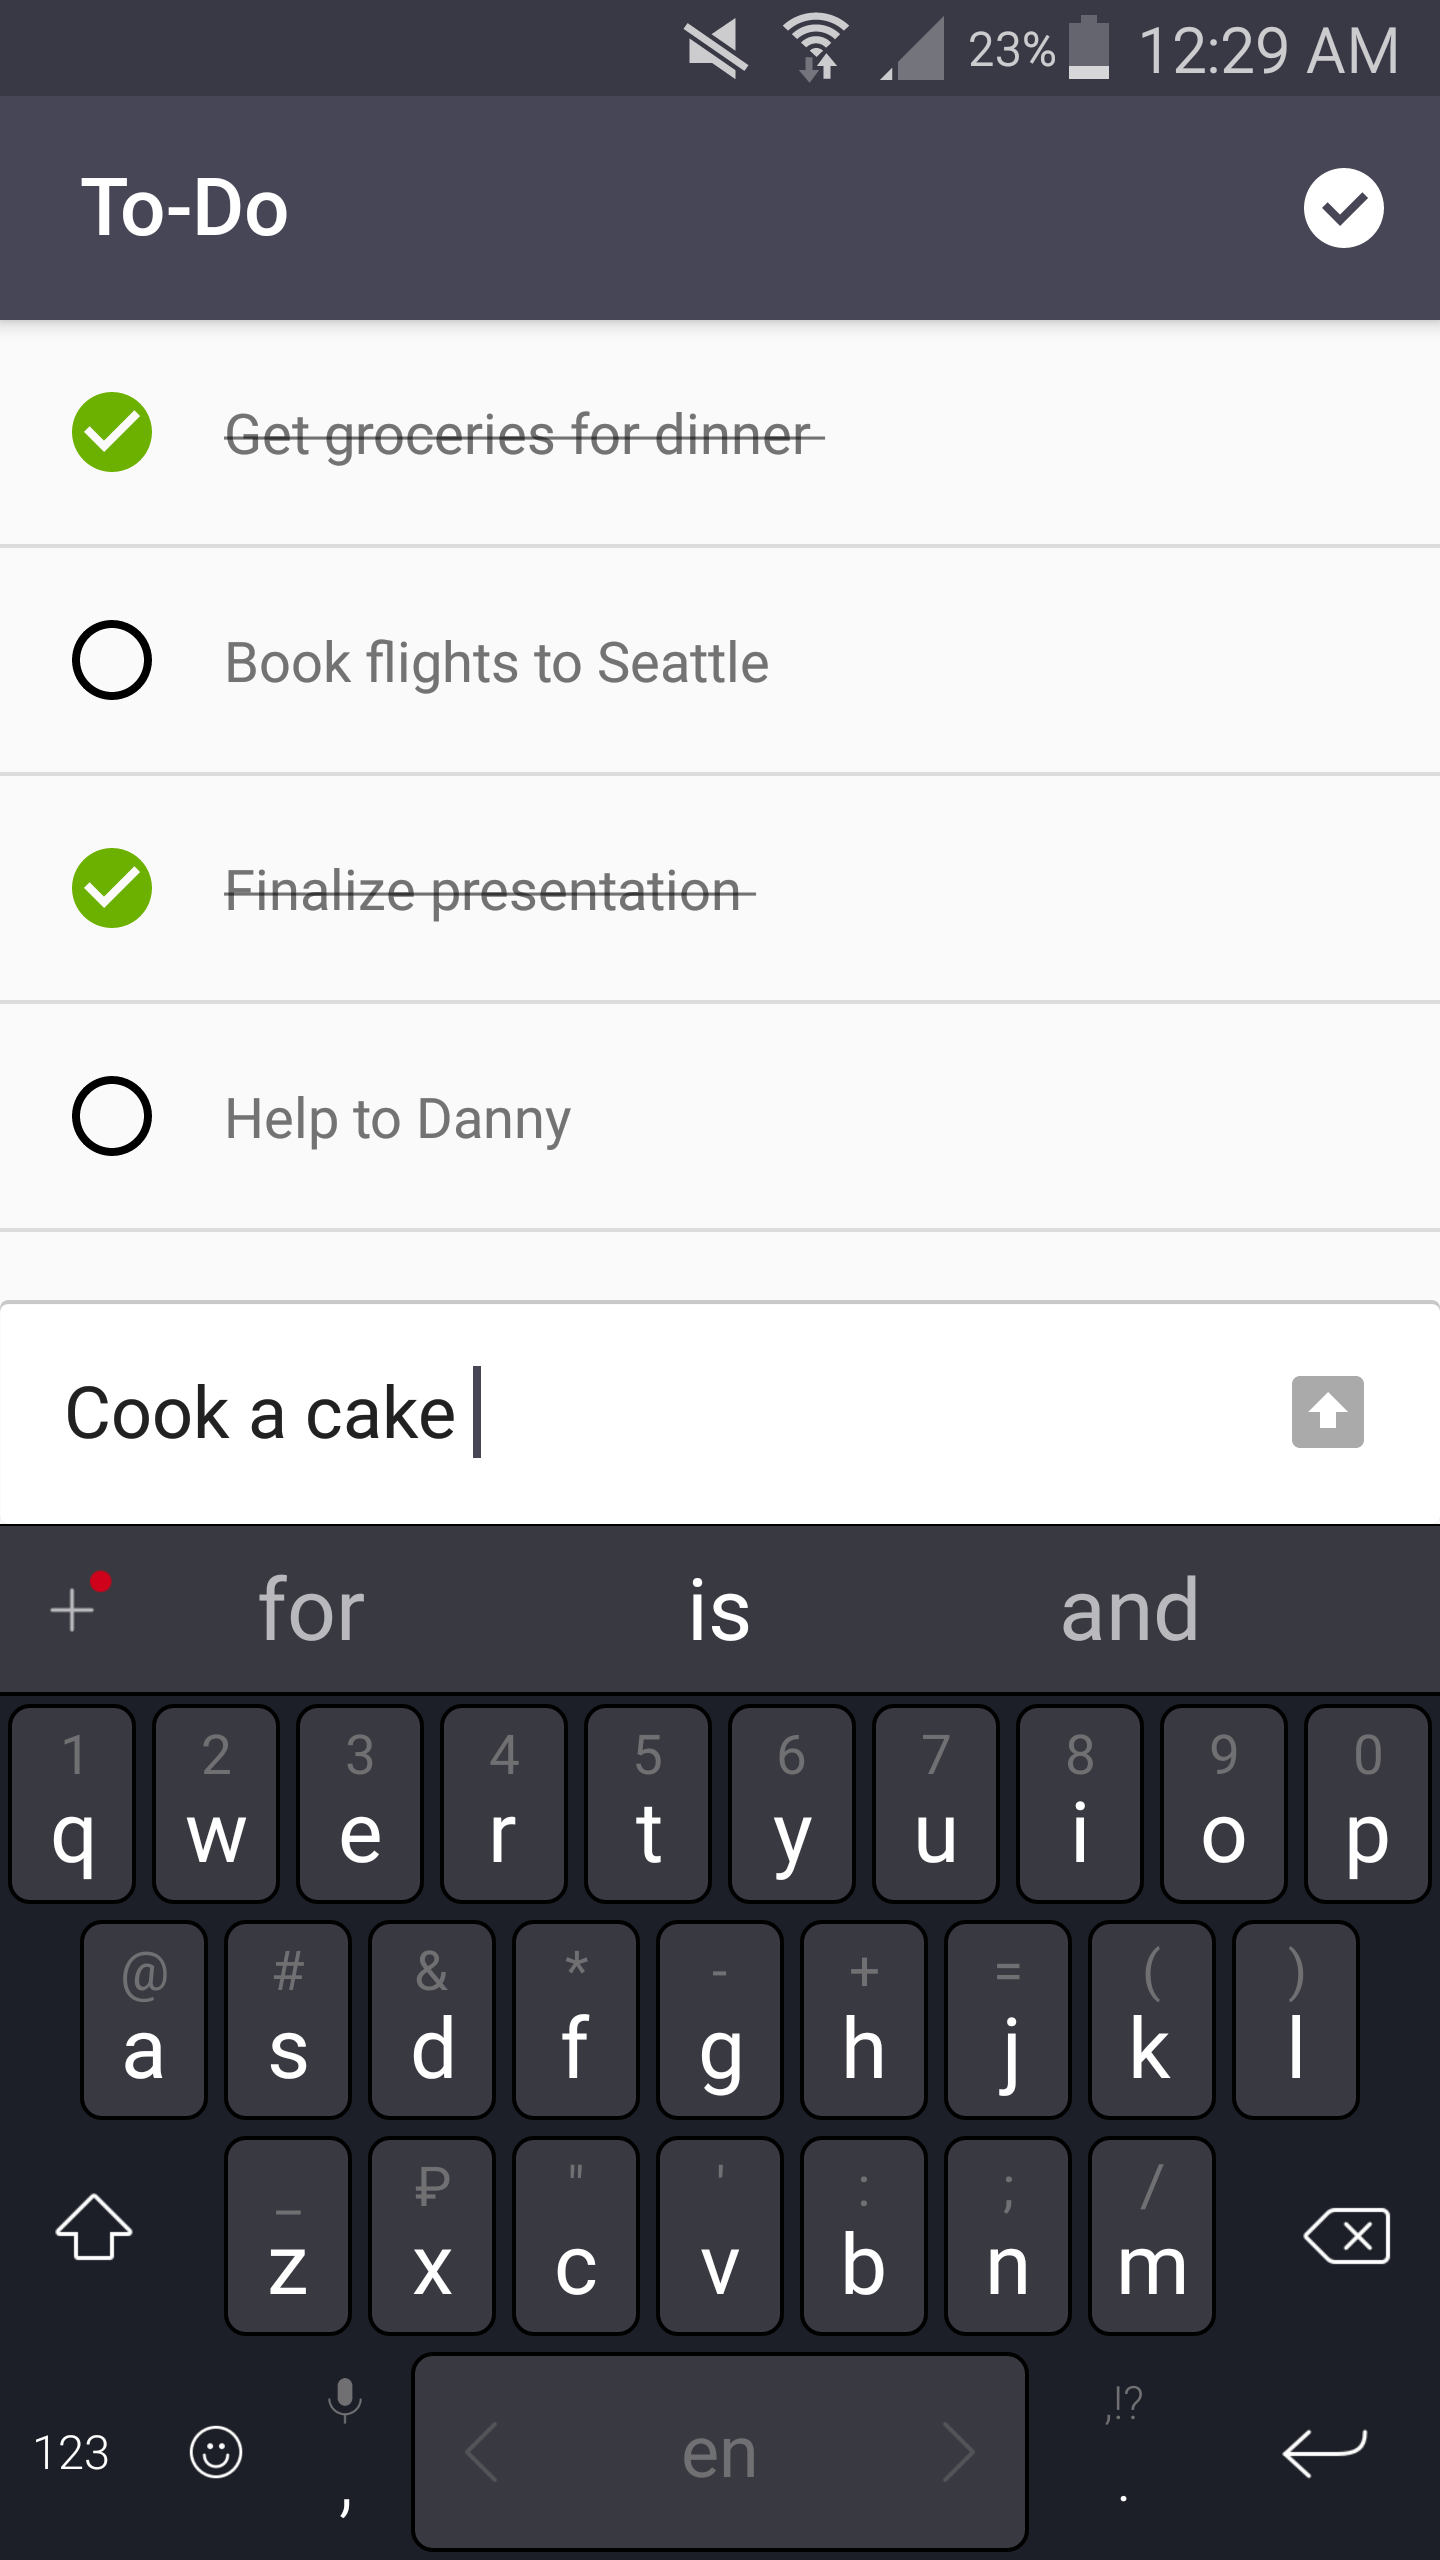 23% 12:29 AM
To-Do
Get groceries for dinner
Book flights to Seattle
Finalize presentation
Help to Danny
Cook a cake
for is and
1 2 3 4 5 6 7 8 9 0
q w e r t y u i o p
@ # & * - + = ( )
a s d f g h j k l
_ ₽ " ' : ; /
z x c v b n m
,!?
123 , en .